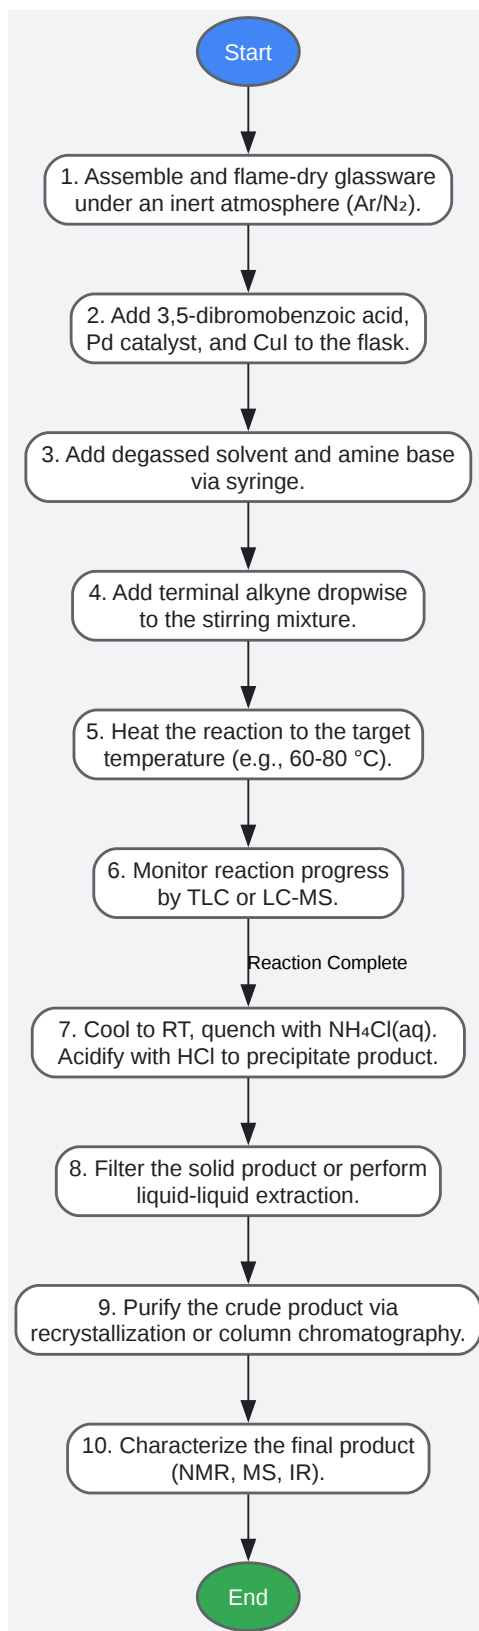 Start
1. Assemble and flame-dry glassware
under an inert atmosphere (Ar/N₂).
2. Add 3,5-dibromobenzoic acid,
Pd catalyst, and CuI to the flask.
3. Add degassed solvent and amine base
via syringe.
4. Add terminal alkyne dropwise
to the stirring mixture.
5. Heat the reaction to the target
temperature (e.g., 60-80 °C).
6. Monitor reaction progress
by TLC or LC-MS.
Reaction Complete
7. Cool to RT, quench with NH₄Cl(aq).
Acidify with HCl to precipitate product.
8. Filter the solid product or perform
liquid-liquid extraction.
9. Purify the crude product via
recrystallization or column chromatography.
10. Characterize the final product
(NMR, MS, IR).
End